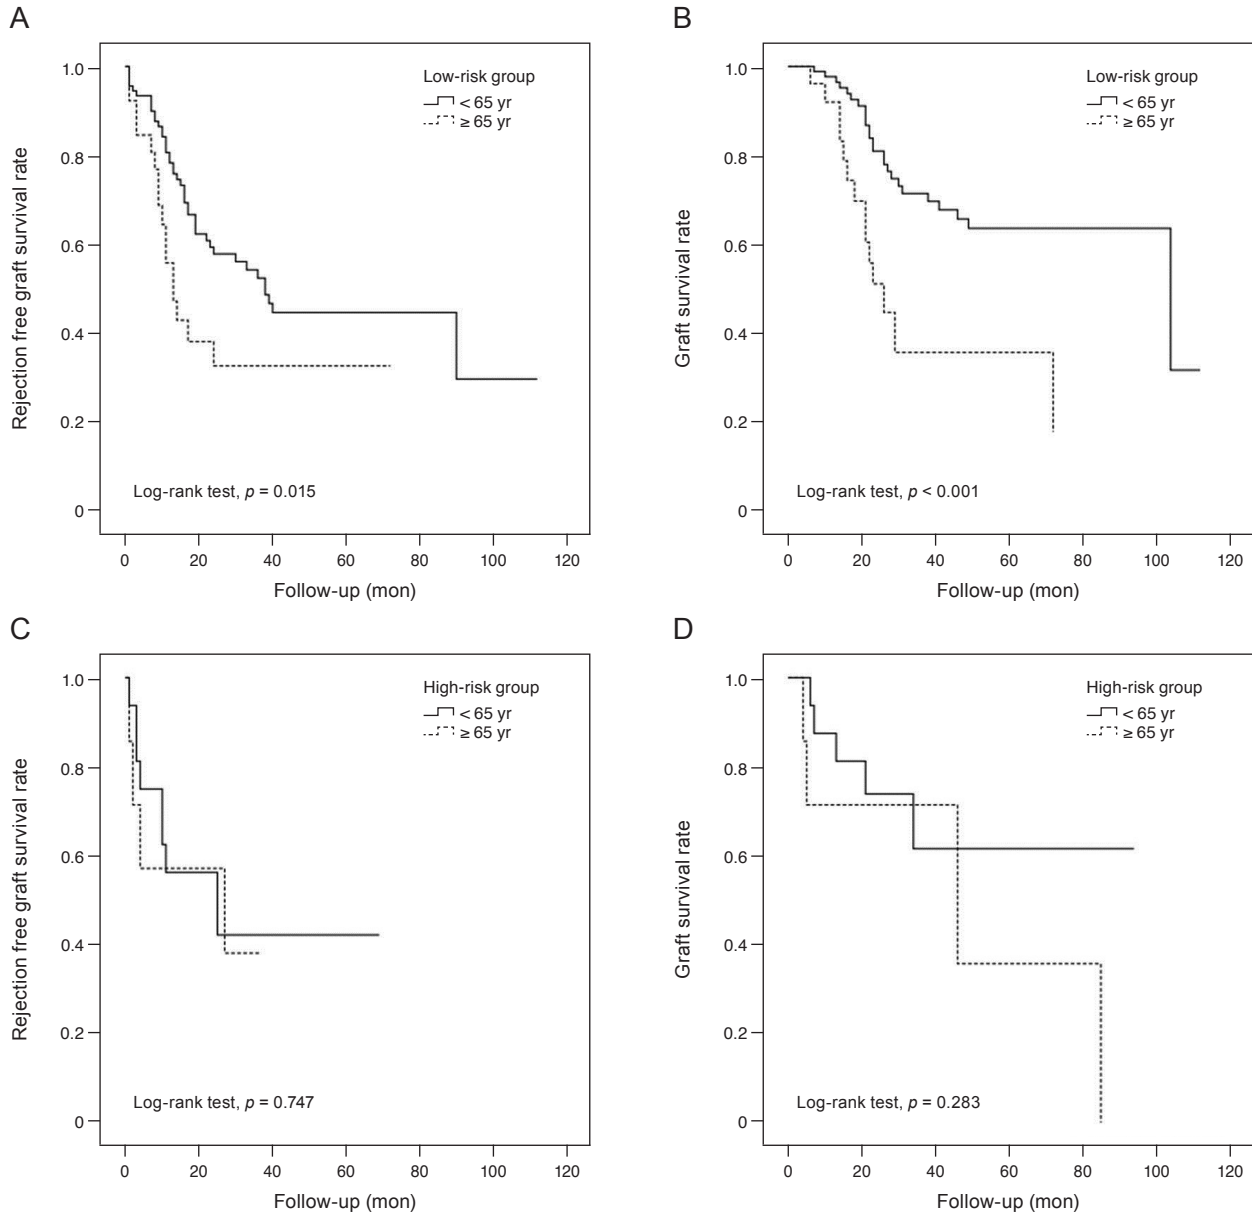 A
Rejection free graft survival rate
1.0
0.8
0.6
0.4
0.2
0
Low-risk group
< 65 yr
≥ 65 yr
Log-rank test, p = 0.015
0 20 40 60 80 100 120
Follow-up (mon)
B
Graft survival rate
1.0
0.8
0.6
0.4
0.2
0
Low-risk group
< 65 yr
≥ 65 yr
Log-rank test, p < 0.001
0 20 40 60 80 100 120
Follow-up (mon)
C
Rejection free graft survival rate
1.0
0.8
0.6
0.4
0.2
0
High-risk group
< 65 yr
≥ 65 yr
Log-rank test, p = 0.747
0 20 40 60 80 100 120
Follow-up (mon)
D
Graft survival rate
1.0
0.8
0.6
0.4
0.2
0
High-risk group
< 65 yr
≥ 65 yr
Log-rank test, p = 0.283
0 20 40 60 80 100 120
Follow-up (mon)